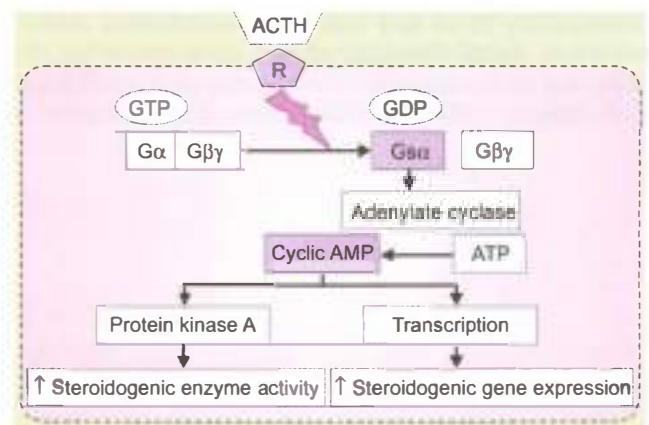 ACTH
R
GTP
GDP
Gα Gβγ
Gsα
Gβγ
Adenylate cyclase
Cyclic AMP
ATP
Protein kinase A
Transcription
↑ Steroidogenic enzyme activity
↑ Steroidogenic gene expression